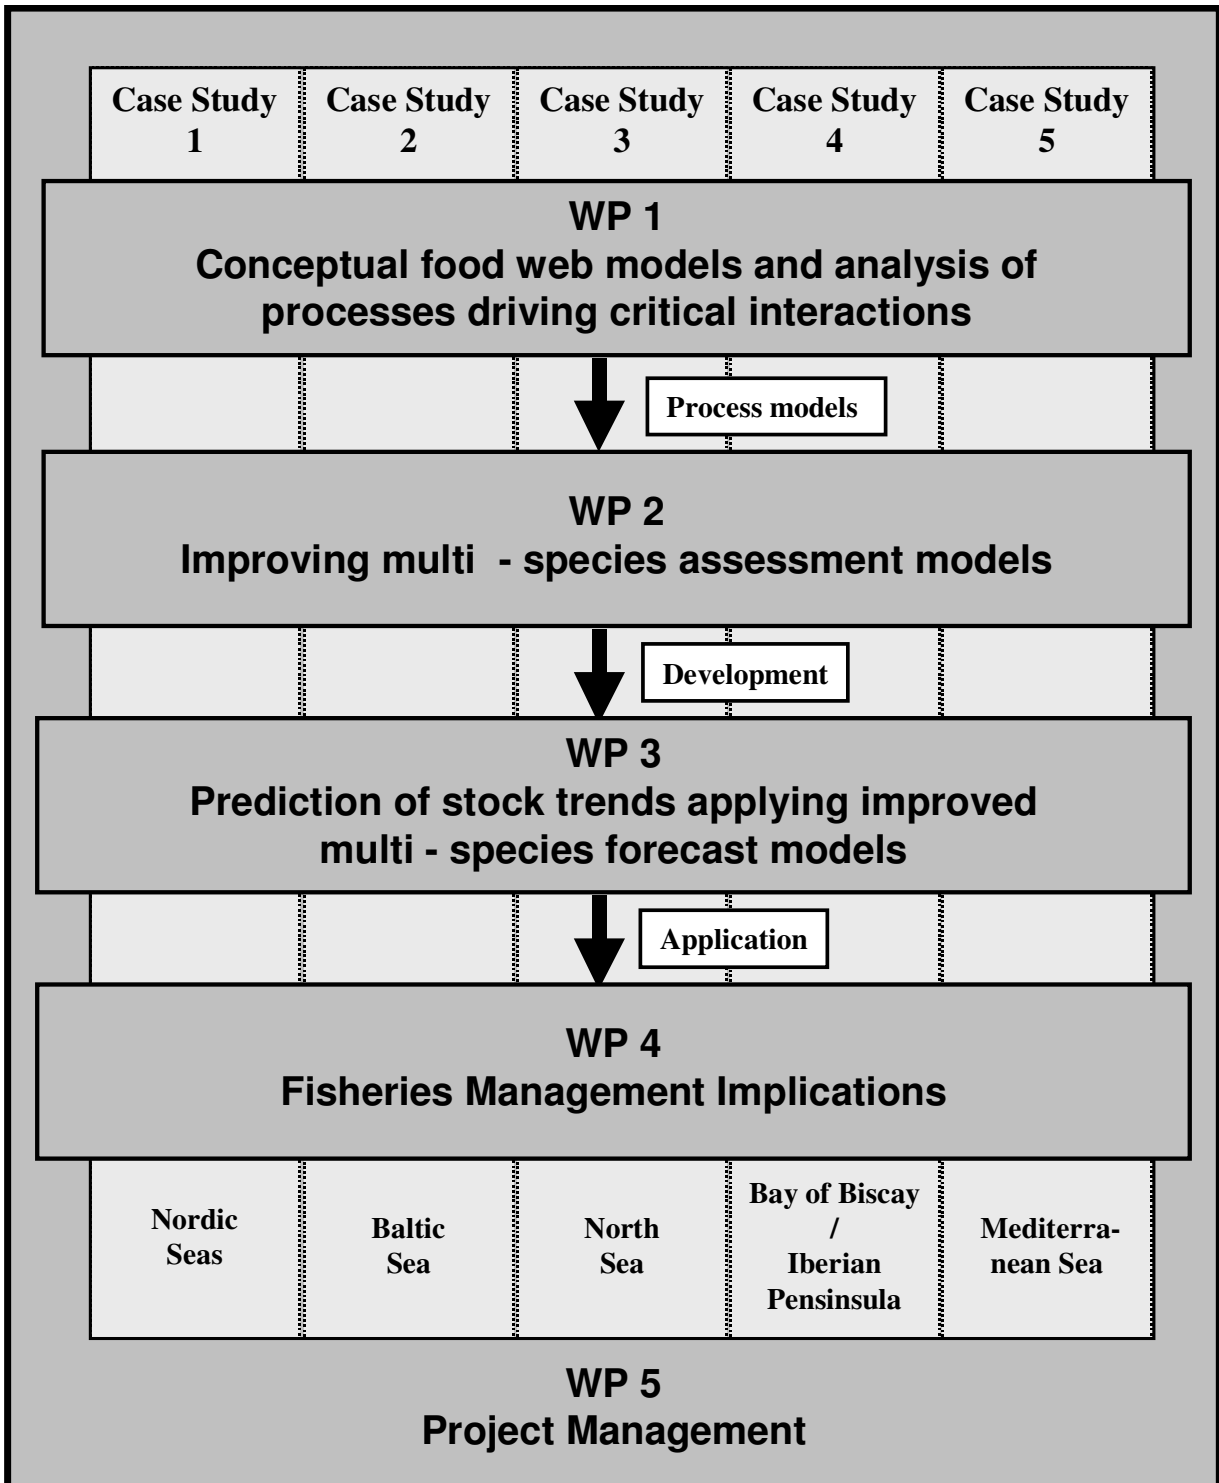 Case Study
1
Case Study
2
Case Study
3
Case Study
4
Case Study
5
WP 1
Conceptual food web models and analysis of
processes driving critical interactions
Process models
WP 2
Improving multi - species assessment models
Development
WP 3
Prediction of stock trends applying improved
multi - species forecast models
Application
WP 4
Fisheries Management Implications
Nordic
Seas
Baltic
Sea
North
Sea
Bay of Biscay
/
Iberian
Pensinsula
Mediterra-
nean Sea
WP 5
Project Management